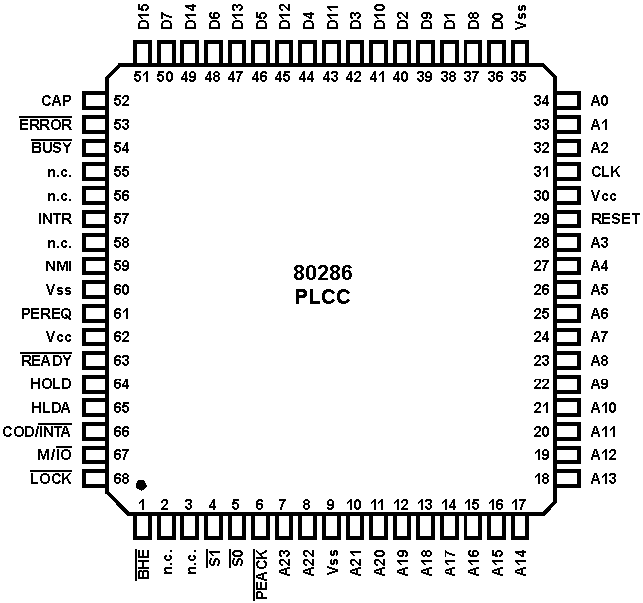 D15 D7 D14 D6 D13 D5 D12 D4 D11 D3 D10 D2 D9 D1 D8 D0 Vss
51 50 49 48 47 46 45 44 43 42 41 40 39 38 37 36 35
CAP 52 34 A0
ERROR 53 33 A1
BUSY 54 32 A2
n.c. 55 31 CLK
n.c. 56 30 Vcc
INTR 57 29 RESET
n.c. 58 28 A3
NMI 59 27 A4
80286
PLCC
Vss 60 26 A5
PEREQ 61 25 A6
Vcc 62 24 A7
READY 63 23 A8
HOLD 64 22 A9
HLDA 65 21 A10
COD/INTA 66 20 A11
M/IO 67 19 A12
LOCK 68 18 A13
1 2 3 4 5 6 7 8 9 10 11 12 13 14 15 16 17
BHE n.c. n.c. S1 S0 PEACK A23 A22 Vss A21 A20 A19 A18 A17 A16 A15 A14